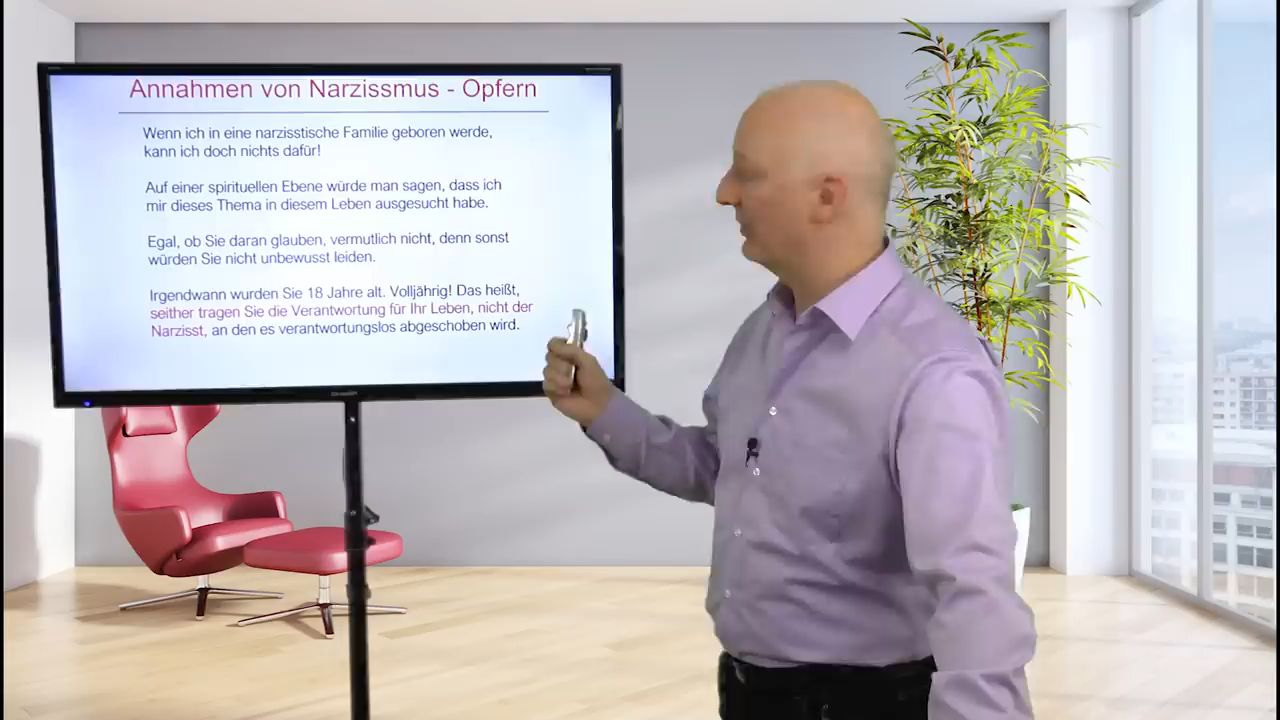 Annahmen von Narzissmus - Opfern
Wenn ich in eine narzisstische Familie geboren werde,
kann ich doch nichts dafür!
Auf einer spirituellen Ebene würde man sagen, dass ich
mir dieses Thema in diesem Leben ausgesucht habe.
Egal, ob Sie daran glauben, vermutlich nicht, denn sonst
würden Sie nicht unbewusst leiden.
Irgendwann wurden Sie 18 Jahre alt. Volljährig! Das heißt,
seither tragen Sie die Verantwortung für Ihr Leben, nicht der
Narzisst, an den es verantwortungslos abgeschoben wird.